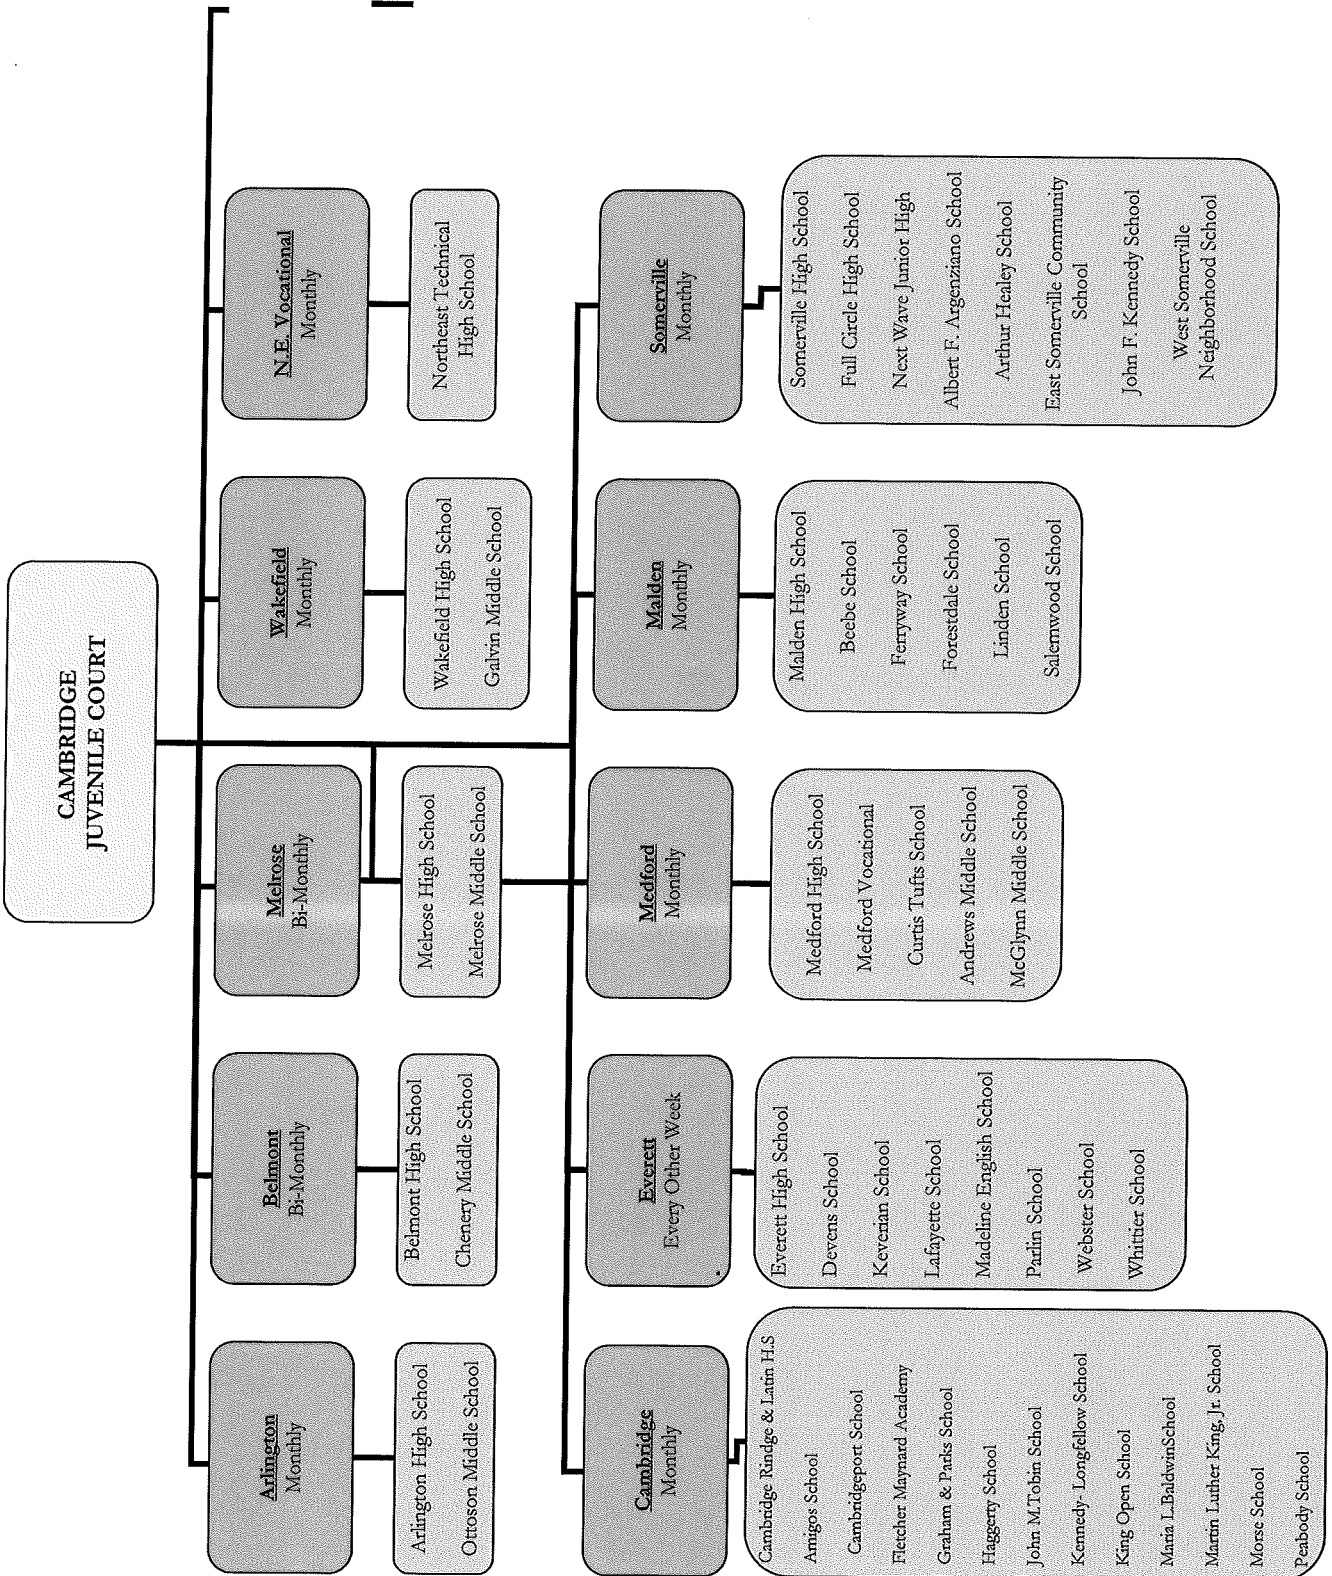 CAMBRIDGE
JUVENILE COURT
Arlington
Monthly
Arlington High School
Ottoson Middle School
Belmont
Bi-Monthly
Belmont High School
Chenery Middle School
Melrose
Bi-Monthly
Melrose High School
Melrose Middle School
Wakefield
Monthly
Wakefield High School
Galvin Middle School
N.E. Vocational
Monthly
Northeast Technical
High School
Cambridge
Monthly
Cambridge Rindge & Latin H.S
Amigos School
Cambridgeport School
Fletcher Maynard Academy
Graham & Parks School
Haggerty School
John M.Tobin School
Kennedy- Longfellow School
King Open School
Maria L.BaldwinSchool
Martin Luther King, Jr. School
Morse School
Peabody School
Everett
Every Other Week
Everett High School
Devens School
Keverian School
Lafayette School
Madeline English School
Parlin School
Webster School
Whittier School
Medford
Monthly
Medford High School
Medford Vocational
Curtis Tufts School
Andrews Middle School
McGlynn Middle School
Malden
Monthly
Malden High School
Beebe School
Ferryway School
Forestdale School
Linden School
Salemwood School
Somerville
Monthly
Somerville High School
Full Circle High School
Next Wave Junior High
Albert F. Argenziano School
Arthur Healey School
East Somerville Community
School
John F. Kennedy School
West Somerville
Neighborhood School